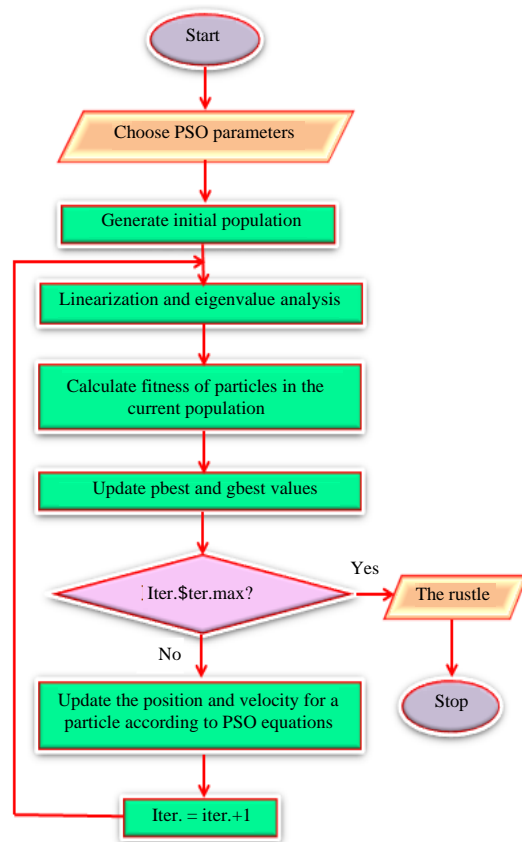 Start
Choose PSO parameters
Generate initial population
Linearization and eigenvalue analysis
Calculate fitness of particles in the
current population
Update pbest and gbest values
Iter.$ter.max?
Yes
The rustle
No
Stop
Update the position and velocity for a
particle according to PSO equations
Iter. = iter.+1